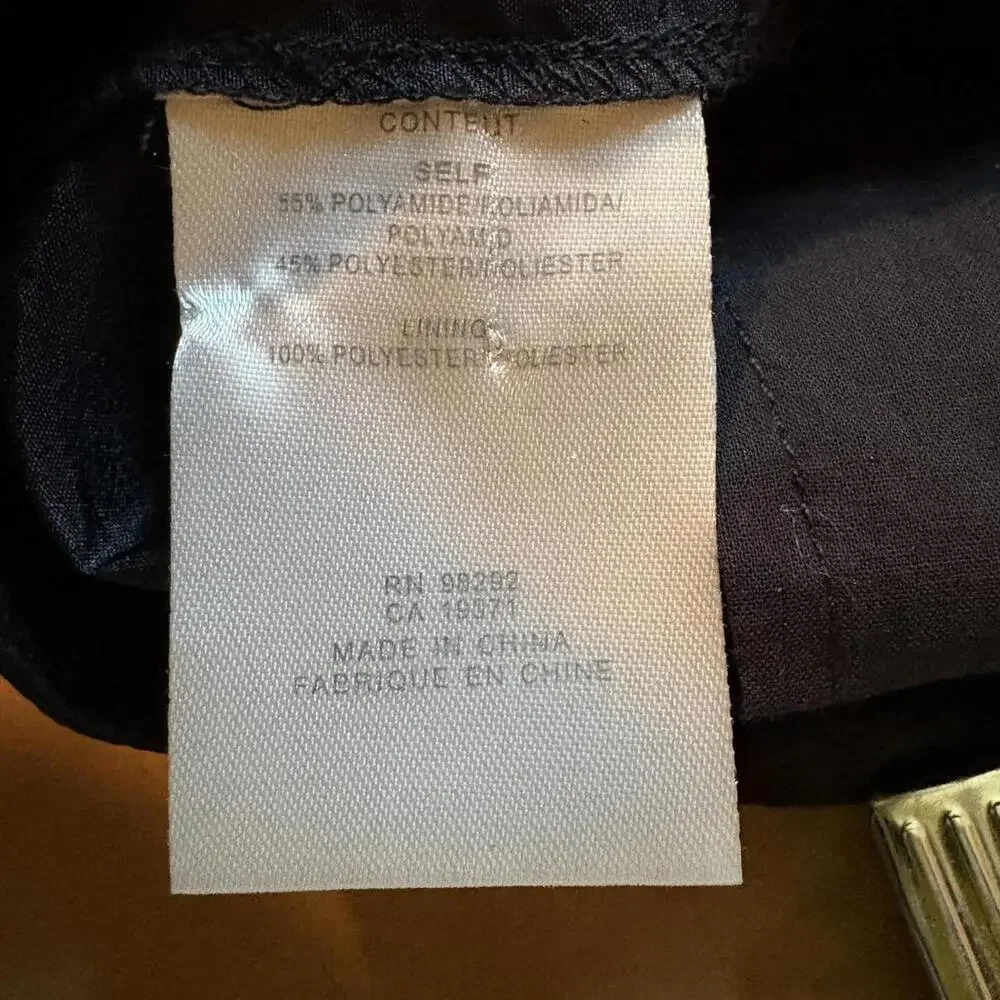 CONTENT
SELF
55% POLYAMIDE/POLIAMIDA/
POLYAMID
45% POLYESTER/POLIESTER
LINING
100% POLYESTER/POLIESTER
RN 98292
CA 19371
MADE IN CHINA
FABRIQUE EN CHINE